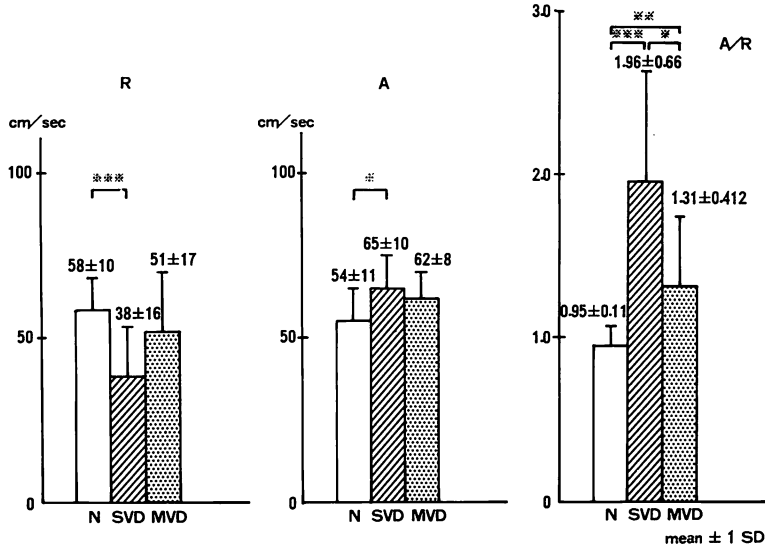 R
cm/sec
100
50
0
※※※
58±10
38±16
51±17
N SVD MVD
A
cm/sec
100
50
0
※
54±11
65±10
62±8
N SVD MVD
A/R
3.0
2.0
1.0
0
※※
※※※ ※
1.96±0.66
1.31±0.412
0.95±0.11
N SVD MVD
mean ± 1 SD